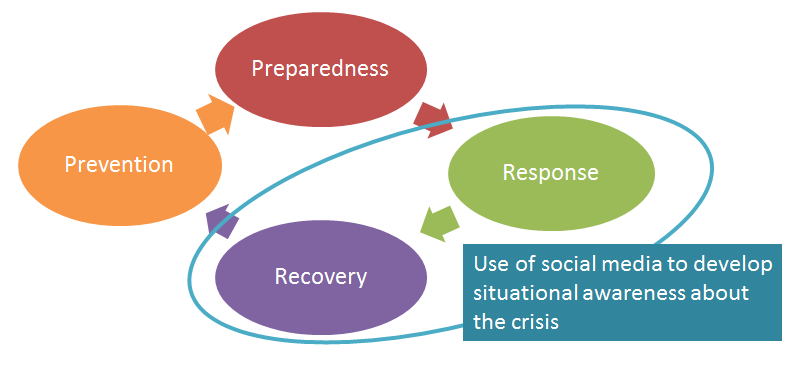 Preparedness
Prevention
Response
Recovery
Use of social media to develop
situational awareness about
the crisis